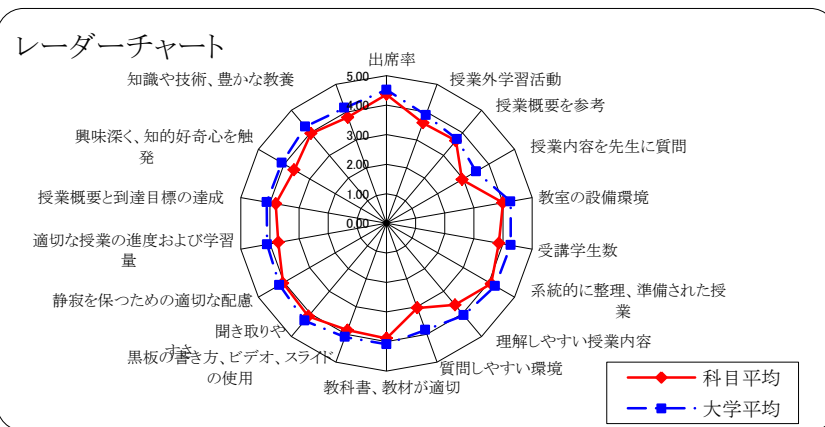 レーダーチャート
出席率
授業外学習活動
授業概要を参考
授業内容を先生に質問
教室の設備環境
受講学生数
系統的に整理、準備された授
業
理解しやすい授業内容
質問しやすい環境
教科書、教材が適切
黒板の書き方、ビデオ、スライド
の使用
聞き取りや
すさ
静寂を保つための適切な配慮
適切な授業の進度および学習
量
授業概要と到達目標の達成
興味深く、知的好奇心を触
発
知識や技術、豊かな教養
5.00
4.00
3.00
2.00
1.00
0.00
科目平均
大学平均